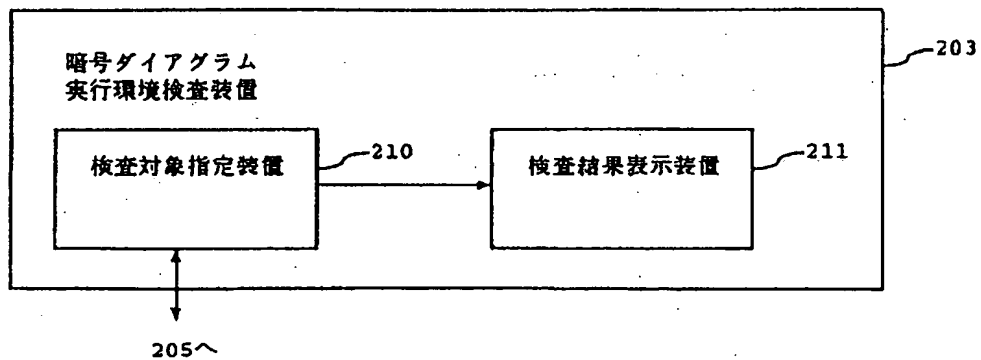 203
暗号ダイアグラム
実行環境検査装置
検査対象指定装置
210
検査結果表示装置
211
205へ